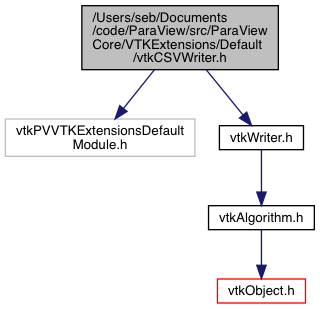 /Users/seb/Documents
/code/ParaView/src/ParaView
Core/VTKExtensions/Default
/vtkCSVWriter.h
vtkPVVTKExtensionsDefault
Module.h
vtkWriter.h
vtkAlgorithm.h
vtkObject.h